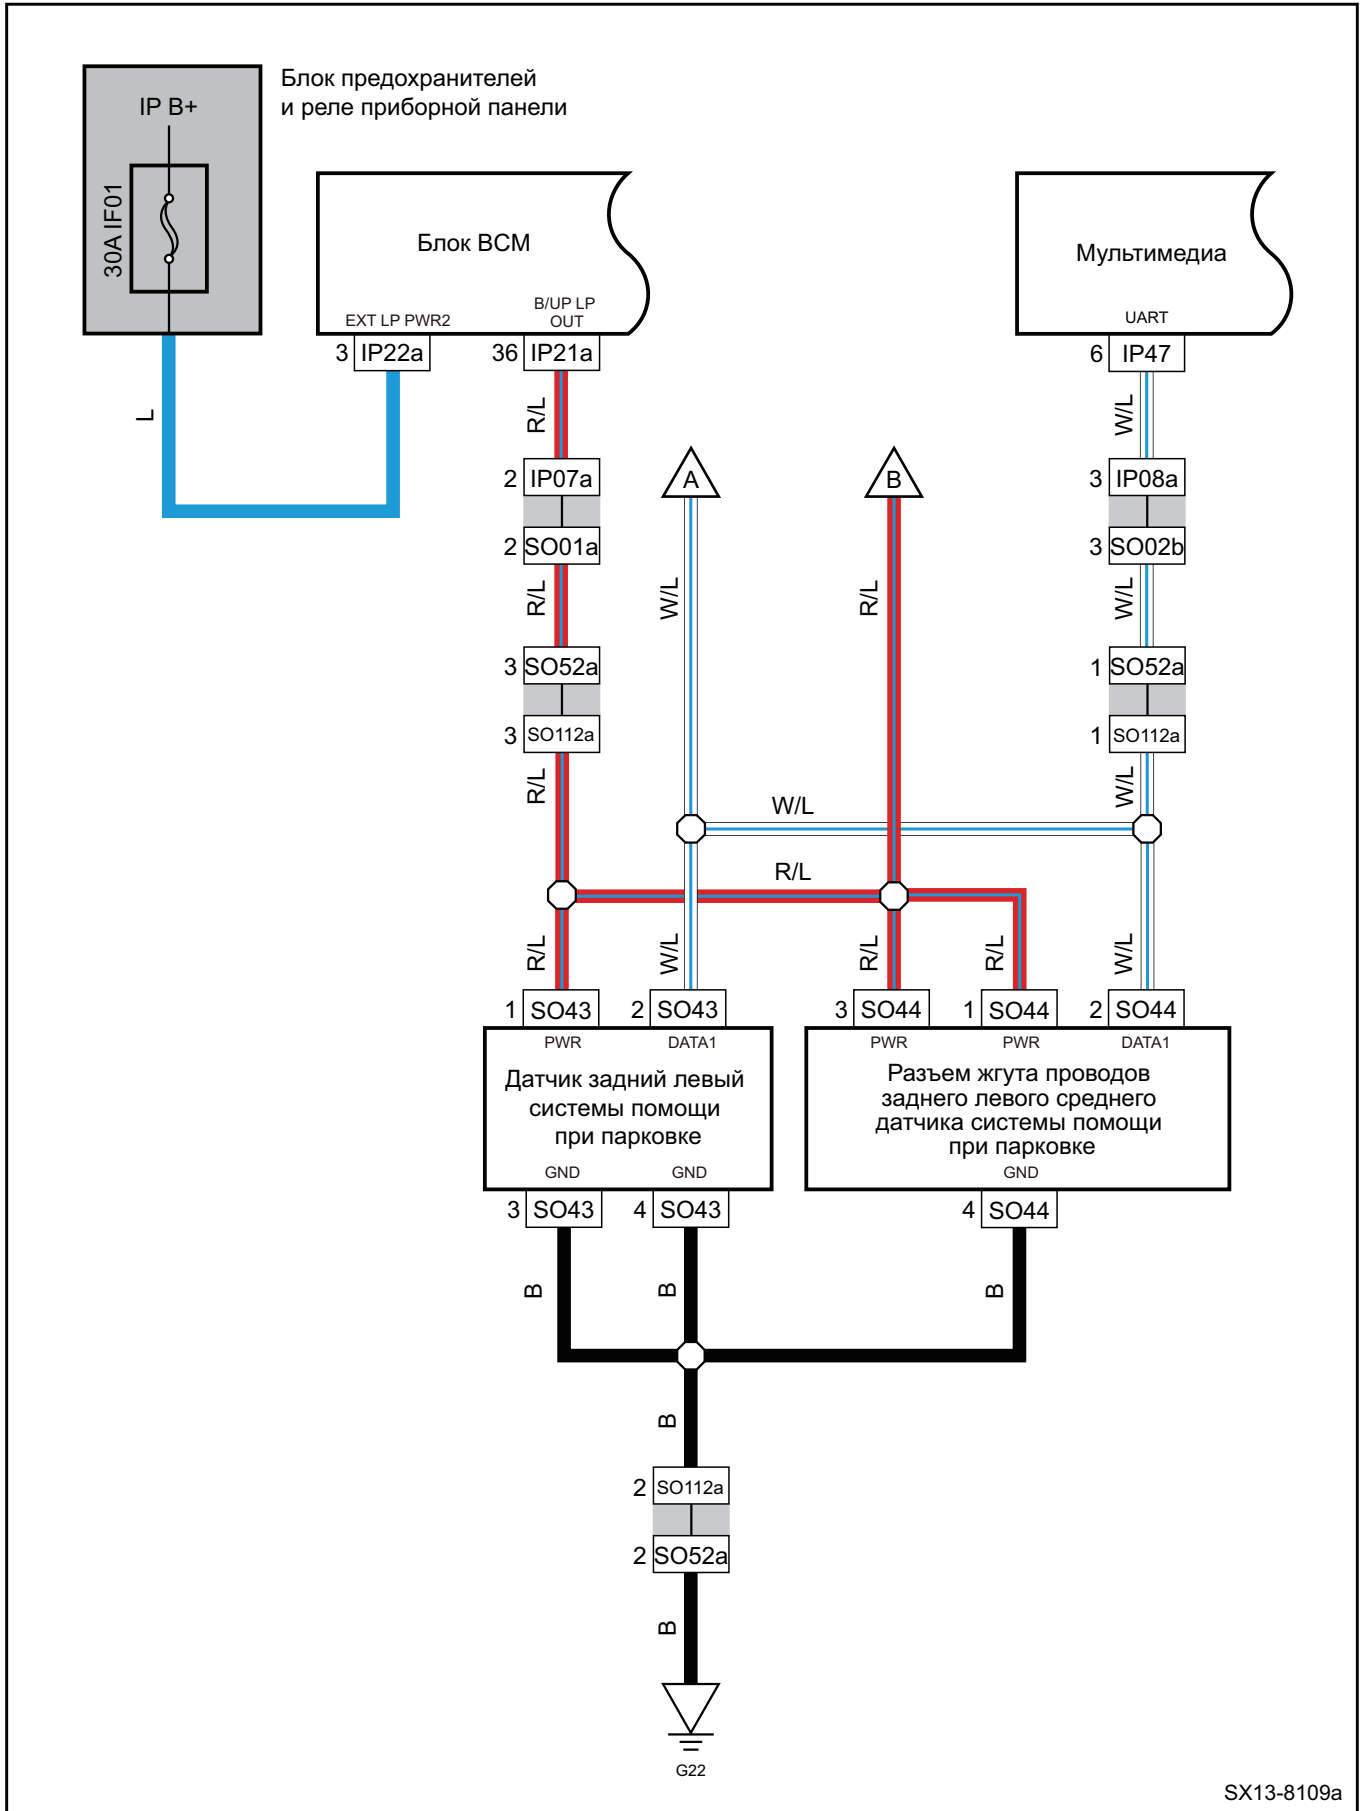 Блок предохранителей
и реле приборной панели
IP B+
30A IF01
Блок BCM
EXT LP PWR2
B/UP LP
OUT
Мультимедиа
UART
3 IP22a
36 IP21a
6 IP47
L
R/L
W/L
2 IP07a
A
B
3 IP08a
2 SO01a
3 SO02b
R/L
W/L
R/L
W/L
3 SO52a
1 SO52a
3 SO112a
1 SO112a
R/L
W/L
W/L
R/L
R/L
W/L
R/L
R/L
W/L
1 SO43
2 SO43
3 SO44
1 SO44
2 SO44
PWR
DATA1
PWR
PWR
DATA1
Датчик задний левый
системы помощи
при парковке
Разъем жгута проводов
заднего левого среднего
датчика системы помощи
при парковке
GND
GND
GND
3 SO43
4 SO43
4 SO44
B
B
B
B
2 SO112a
2 SO52a
B
G22
SX13-8109a